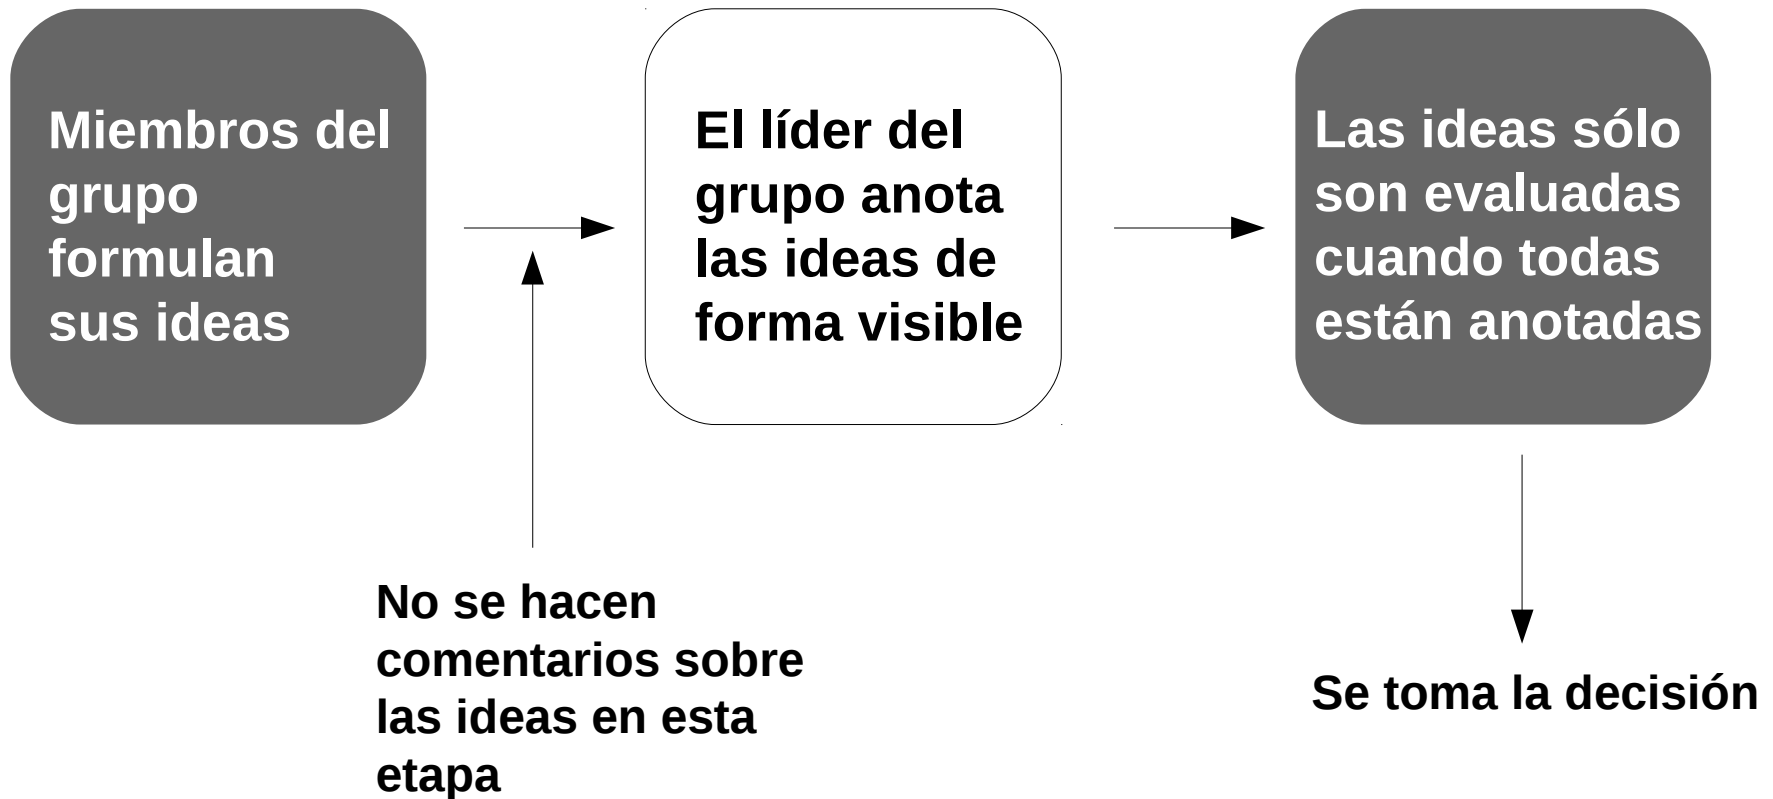 Miembros del
grupo
formulan
sus ideas
El líder del
grupo anota
las ideas de
forma visible
Las ideas sólo
son evaluadas
cuando todas
están anotadas
No se hacen
comentarios sobre
las ideas en esta
etapa
Se toma la decisión